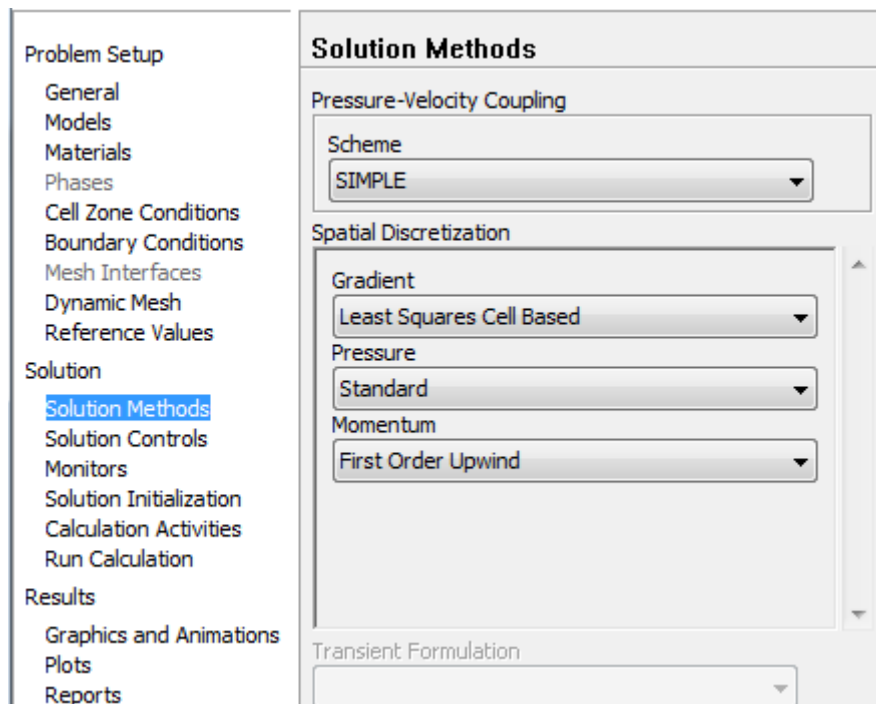 Problem Setup
General
Models
Materials
Phases
Cell Zone Conditions
Boundary Conditions
Mesh Interfaces
Dynamic Mesh
Reference Values
Solution
Solution Methods
Solution Controls
Monitors
Solution Initialization
Calculation Activities
Run Calculation
Results
Graphics and Animations
Plots
Reports
Solution Methods
Pressure-Velocity Coupling
Scheme
SIMPLE
Spatial Discretization
Gradient
Least Squares Cell Based
Pressure
Standard
Momentum
First Order Upwind
Transient Formulation